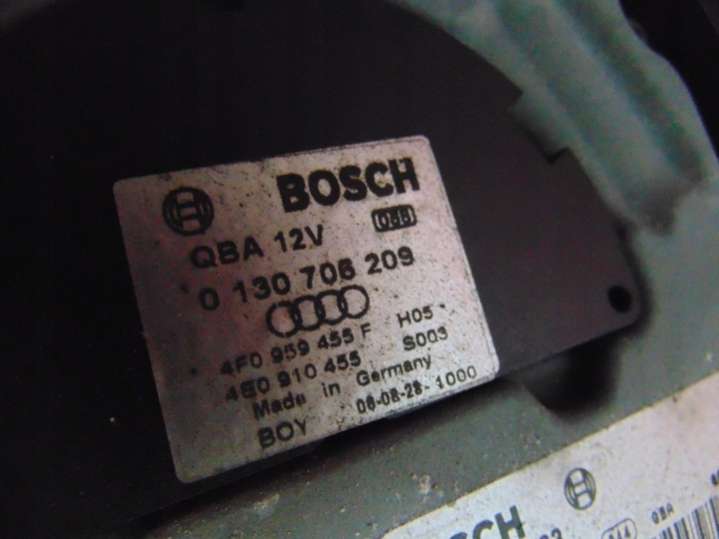 BOSCH
QBA 12V
0 130 706 209
4F0 959 455 F H05
4E0 910 455 S003
Made in Germany
BOY 06-08-28-1000
QBA